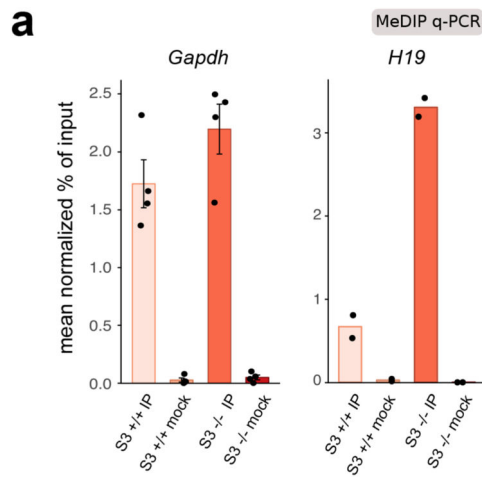 a
MeDIP q-PCR
Gapdh
H19
mean normalized % of input
2.5
2.0
1.5
1.0
0.5
0.0
3
2
1
0
S3 +/+ IP
S3 +/+ mock
S3 -/- IP
S3 -/- mock
S3 +/+ IP
S3 +/+ mock
S3 -/- IP
S3 -/- mock